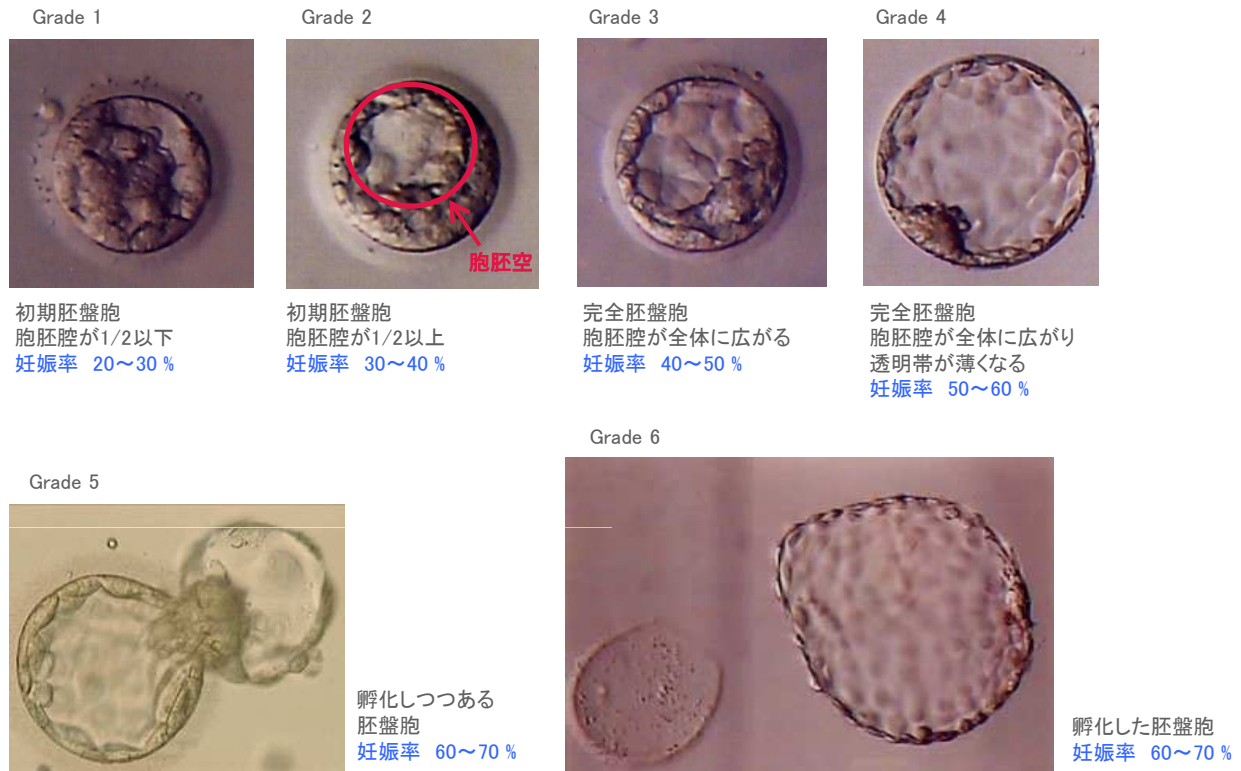 Grade 1
初期胚盤胞
胞胚腔が1/2以下
妊娠率 20～30 %
Grade 2
胞胚空
初期胚盤胞
胞胚腔が1/2以上
妊娠率 30～40 %
Grade 3
完全胚盤胞
胞胚腔が全体に広がる
妊娠率 40～50 %
Grade 4
完全胚盤胞
胞胚腔が全体に広がり
透明帯が薄くなる
妊娠率 50～60 %
Grade 5
孵化しつつある
胚盤胞
妊娠率 60～70 %
Grade 6
孵化した胚盤胞
妊娠率 60～70 %